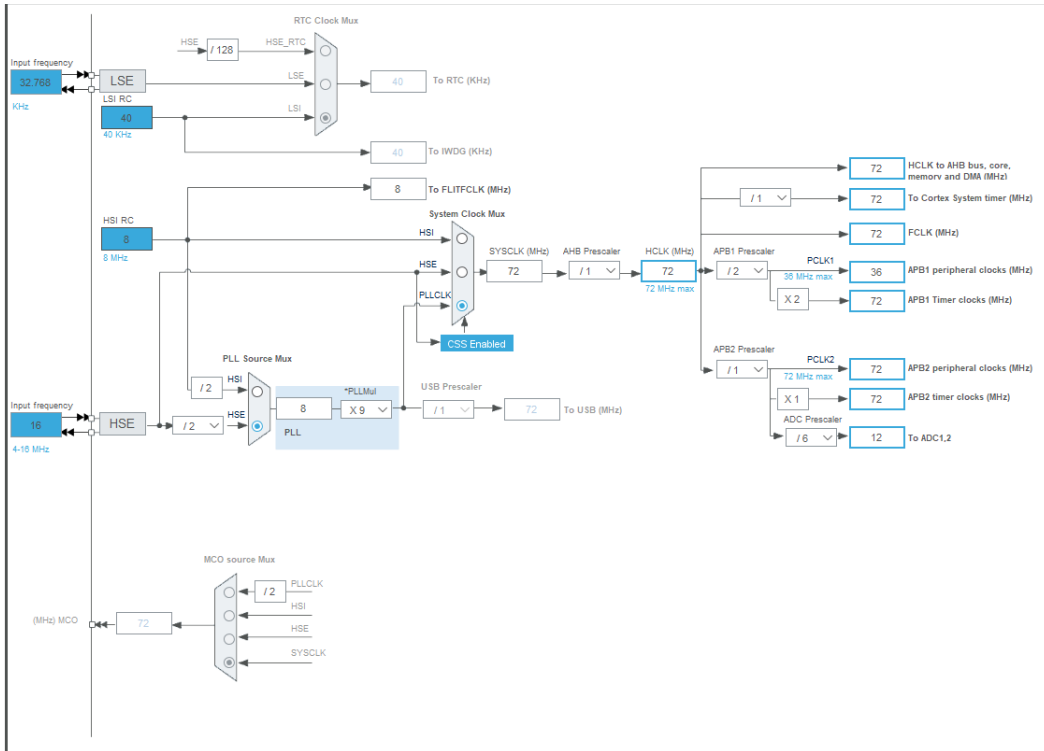 RTC Clock Mux
HSE
/ 128
HSE_RTC
Input frequency
32.768
KHz
LSE
LSE
40
To RTC (KHz)
LSI RC
40
40 KHz
LSI
40
To IWDG (KHz)
8
To FLITFCLK (MHz)
HSI RC
8
8 MHz
System Clock Mux
HSI
HSE
PLLCLK
CSS Enabled
SYSCLK (MHz)
72
AHB Prescaler
/ 1
HCLK (MHz)
72
72 MHz max
72
HCLK to AHB bus, core,
memory and DMA (MHz)
/ 1
72
To Cortex System timer (MHz)
72
FCLK (MHz)
APB1 Prescaler
/ 2
PCLK1
36 MHz max
36
APB1 peripheral clocks (MHz)
X 2
72
APB1 Timer clocks (MHz)
APB2 Prescaler
/ 1
PCLK2
72 MHz max
72
APB2 peripheral clocks (MHz)
X 1
72
APB2 timer clocks (MHz)
ADC Prescaler
/ 6
12
To ADC1,2
PLL Source Mux
/ 2
HSI
Input frequency
16
4-16 MHz
HSE
/ 2
HSE
8
*PLLMul
X 9
PLL
USB Prescaler
/ 1
72
To USB (MHz)
MCO source Mux
/ 2
PLLCLK
HSI
HSE
SYSCLK
(MHz) MCO
72